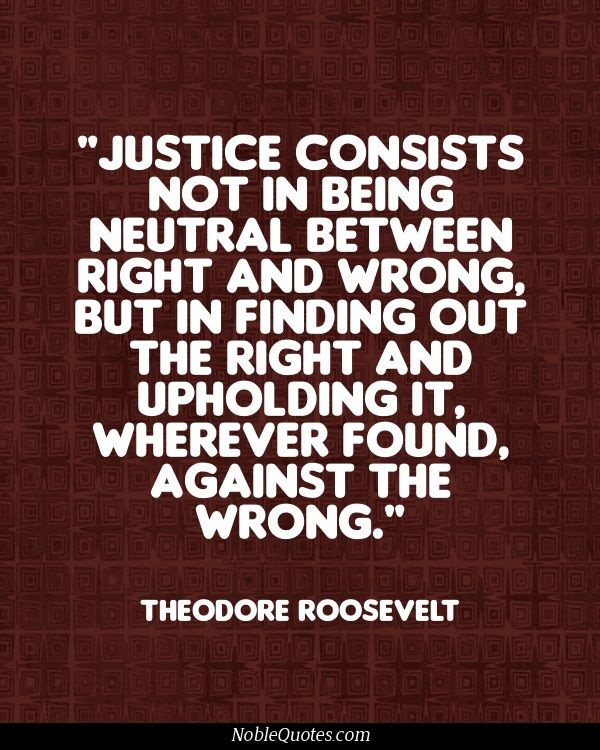 "JUSTICE CONSISTS
NOT IN BEING
NEUTRAL BETWEEN
RIGHT AND WRONG,
BUT IN FINDING OUT
THE RIGHT AND
UPHOLDING IT,
WHEREVER FOUND,
AGAINST THE
WRONG."
THEODORE ROOSEVELT
NobleQuotes.com